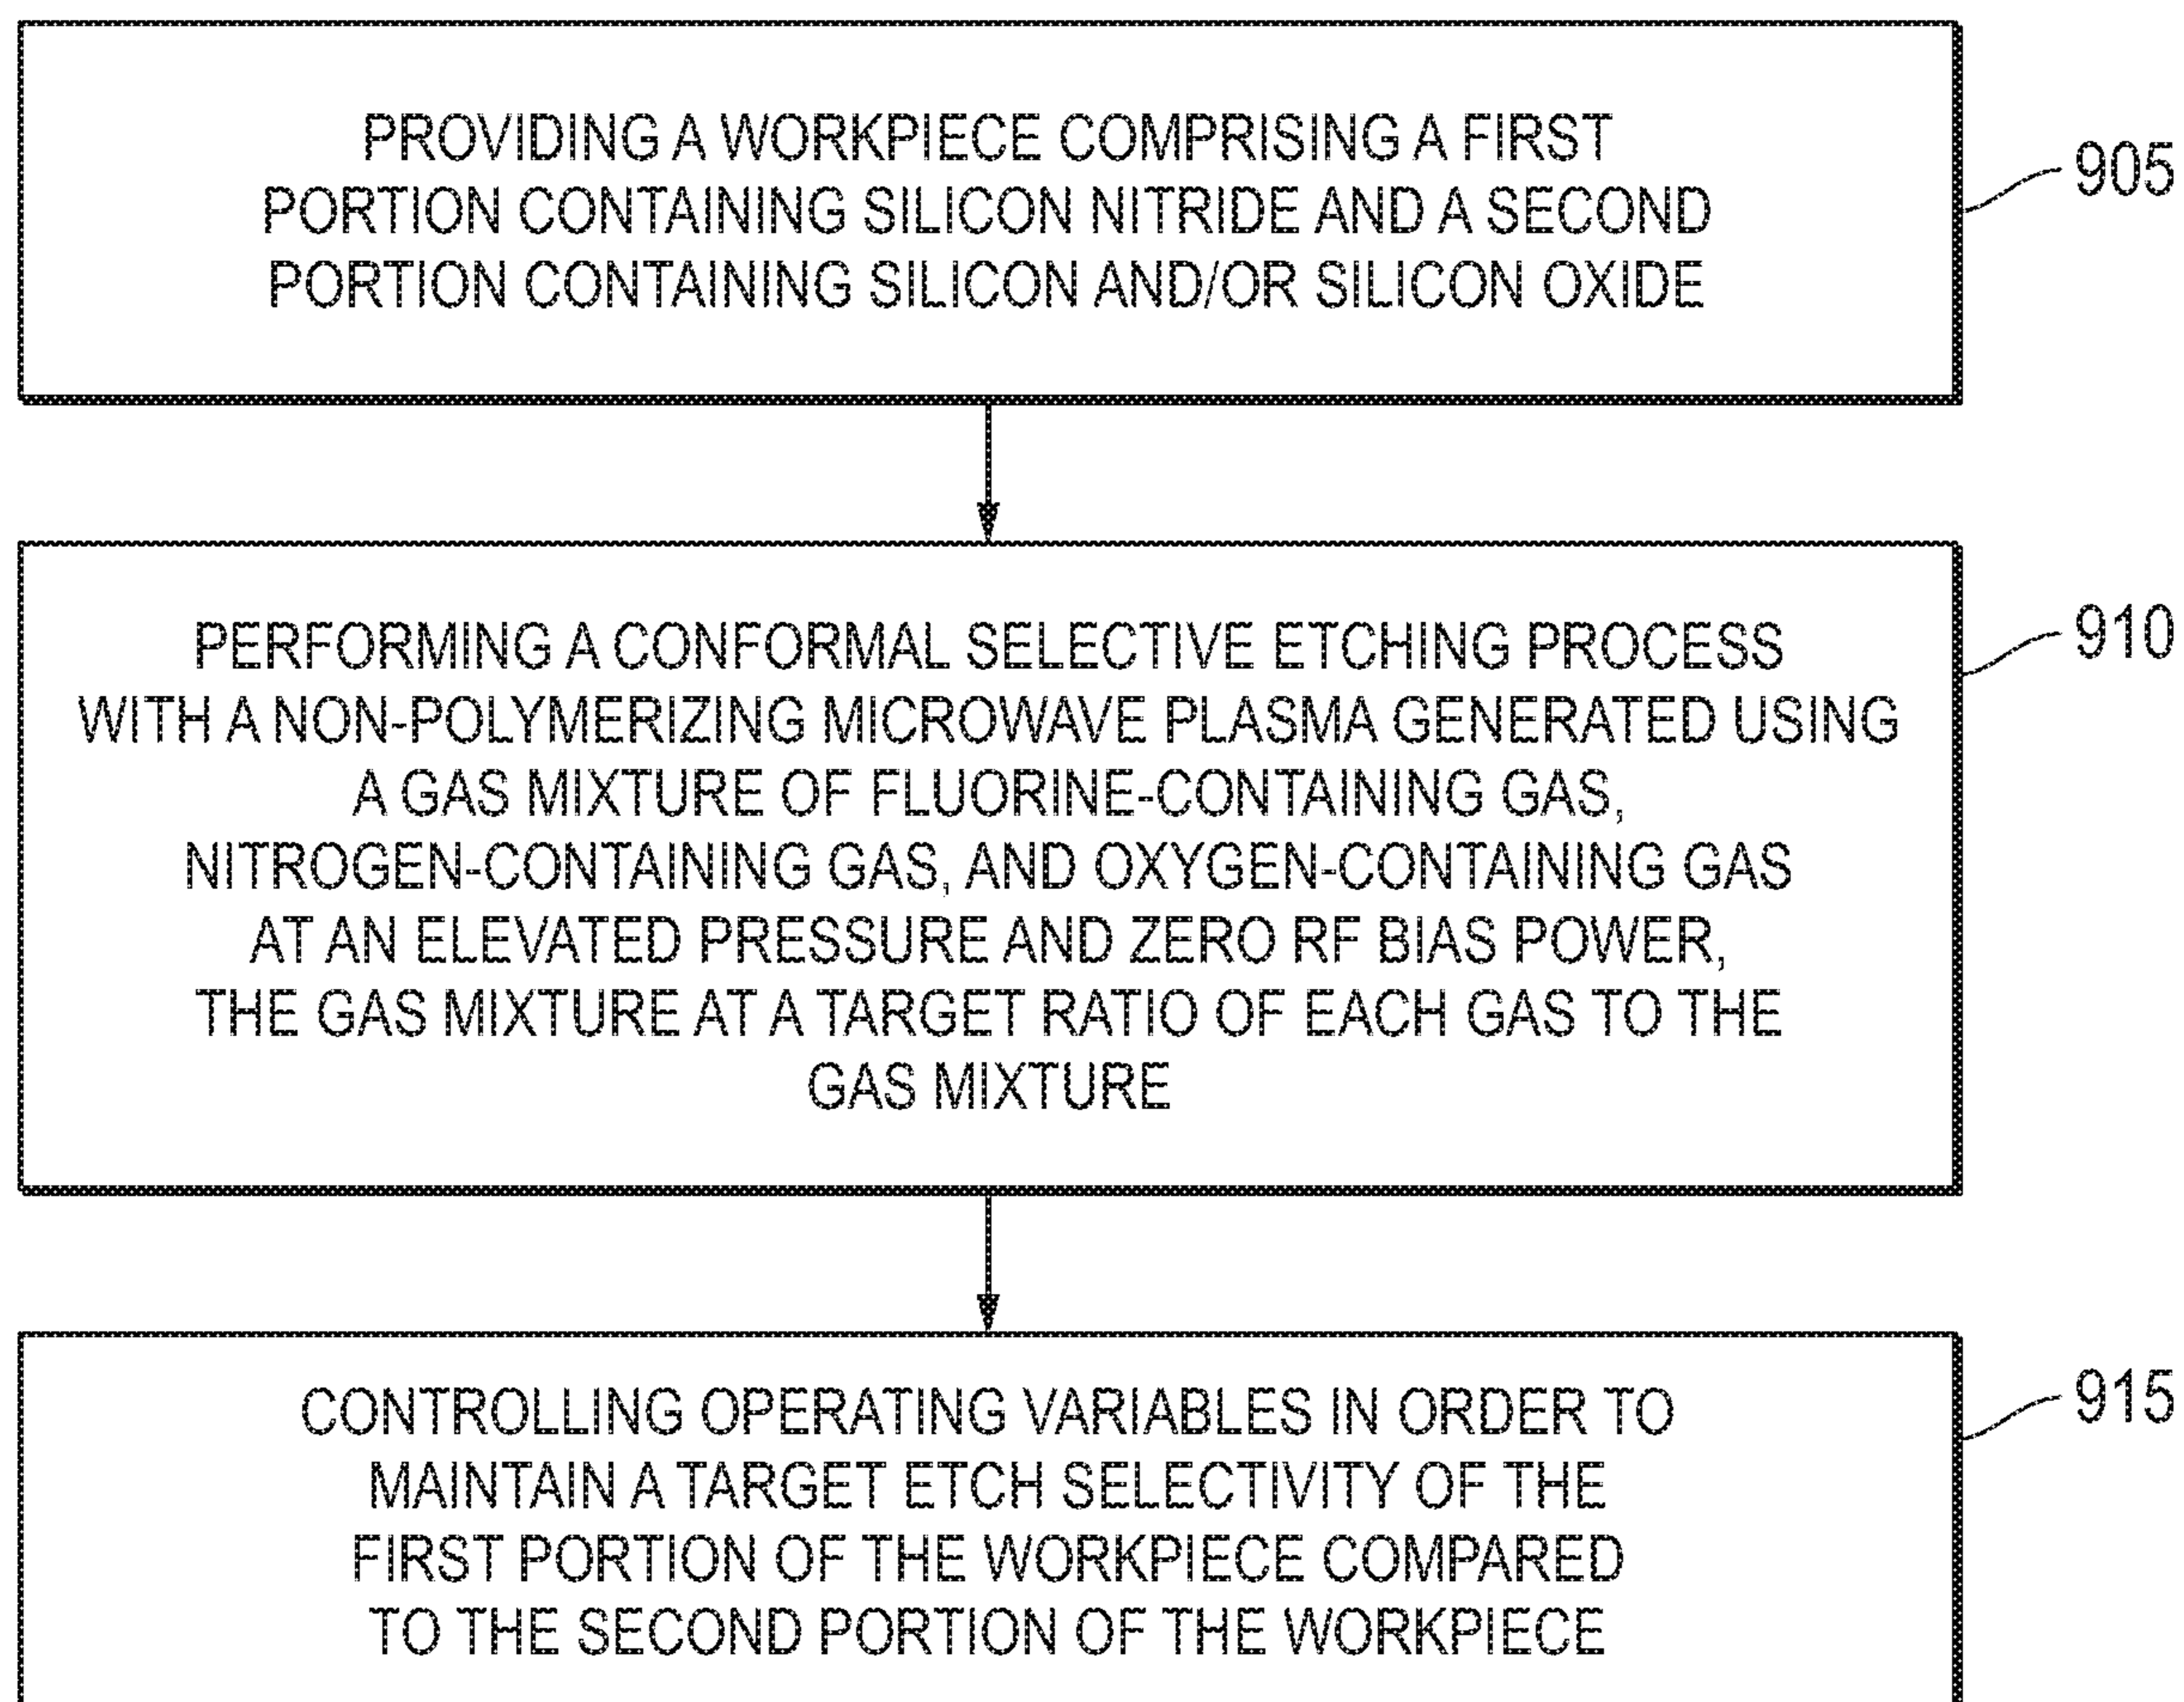 PROVIDING A WORKPIECE COMPRISING A FIRST
PORTION CONTAINING SILICON NITRIDE AND A SECOND
PORTION CONTAINING SILICON AND/OR SILICON OXIDE
905
PERFORMING A CONFORMAL SELECTIVE ETCHING PROCESS
WITH A NON-POLYMERIZING MICROWAVE PLASMA GENERATED USING
A GAS MIXTURE OF FLUORINE-CONTAINING GAS,
NITROGEN-CONTAINING GAS, AND OXYGEN-CONTAINING GAS
AT AN ELEVATED PRESSURE AND ZERO RF BIAS POWER,
THE GAS MIXTURE AT A TARGET RATIO OF EACH GAS TO THE
GAS MIXTURE
910
CONTROLLING OPERATING VARIABLES IN ORDER TO
MAINTAIN A TARGET ETCH SELECTIVITY OF THE
FIRST PORTION OF THE WORKPIECE COMPARED
TO THE SECOND PORTION OF THE WORKPIECE
915